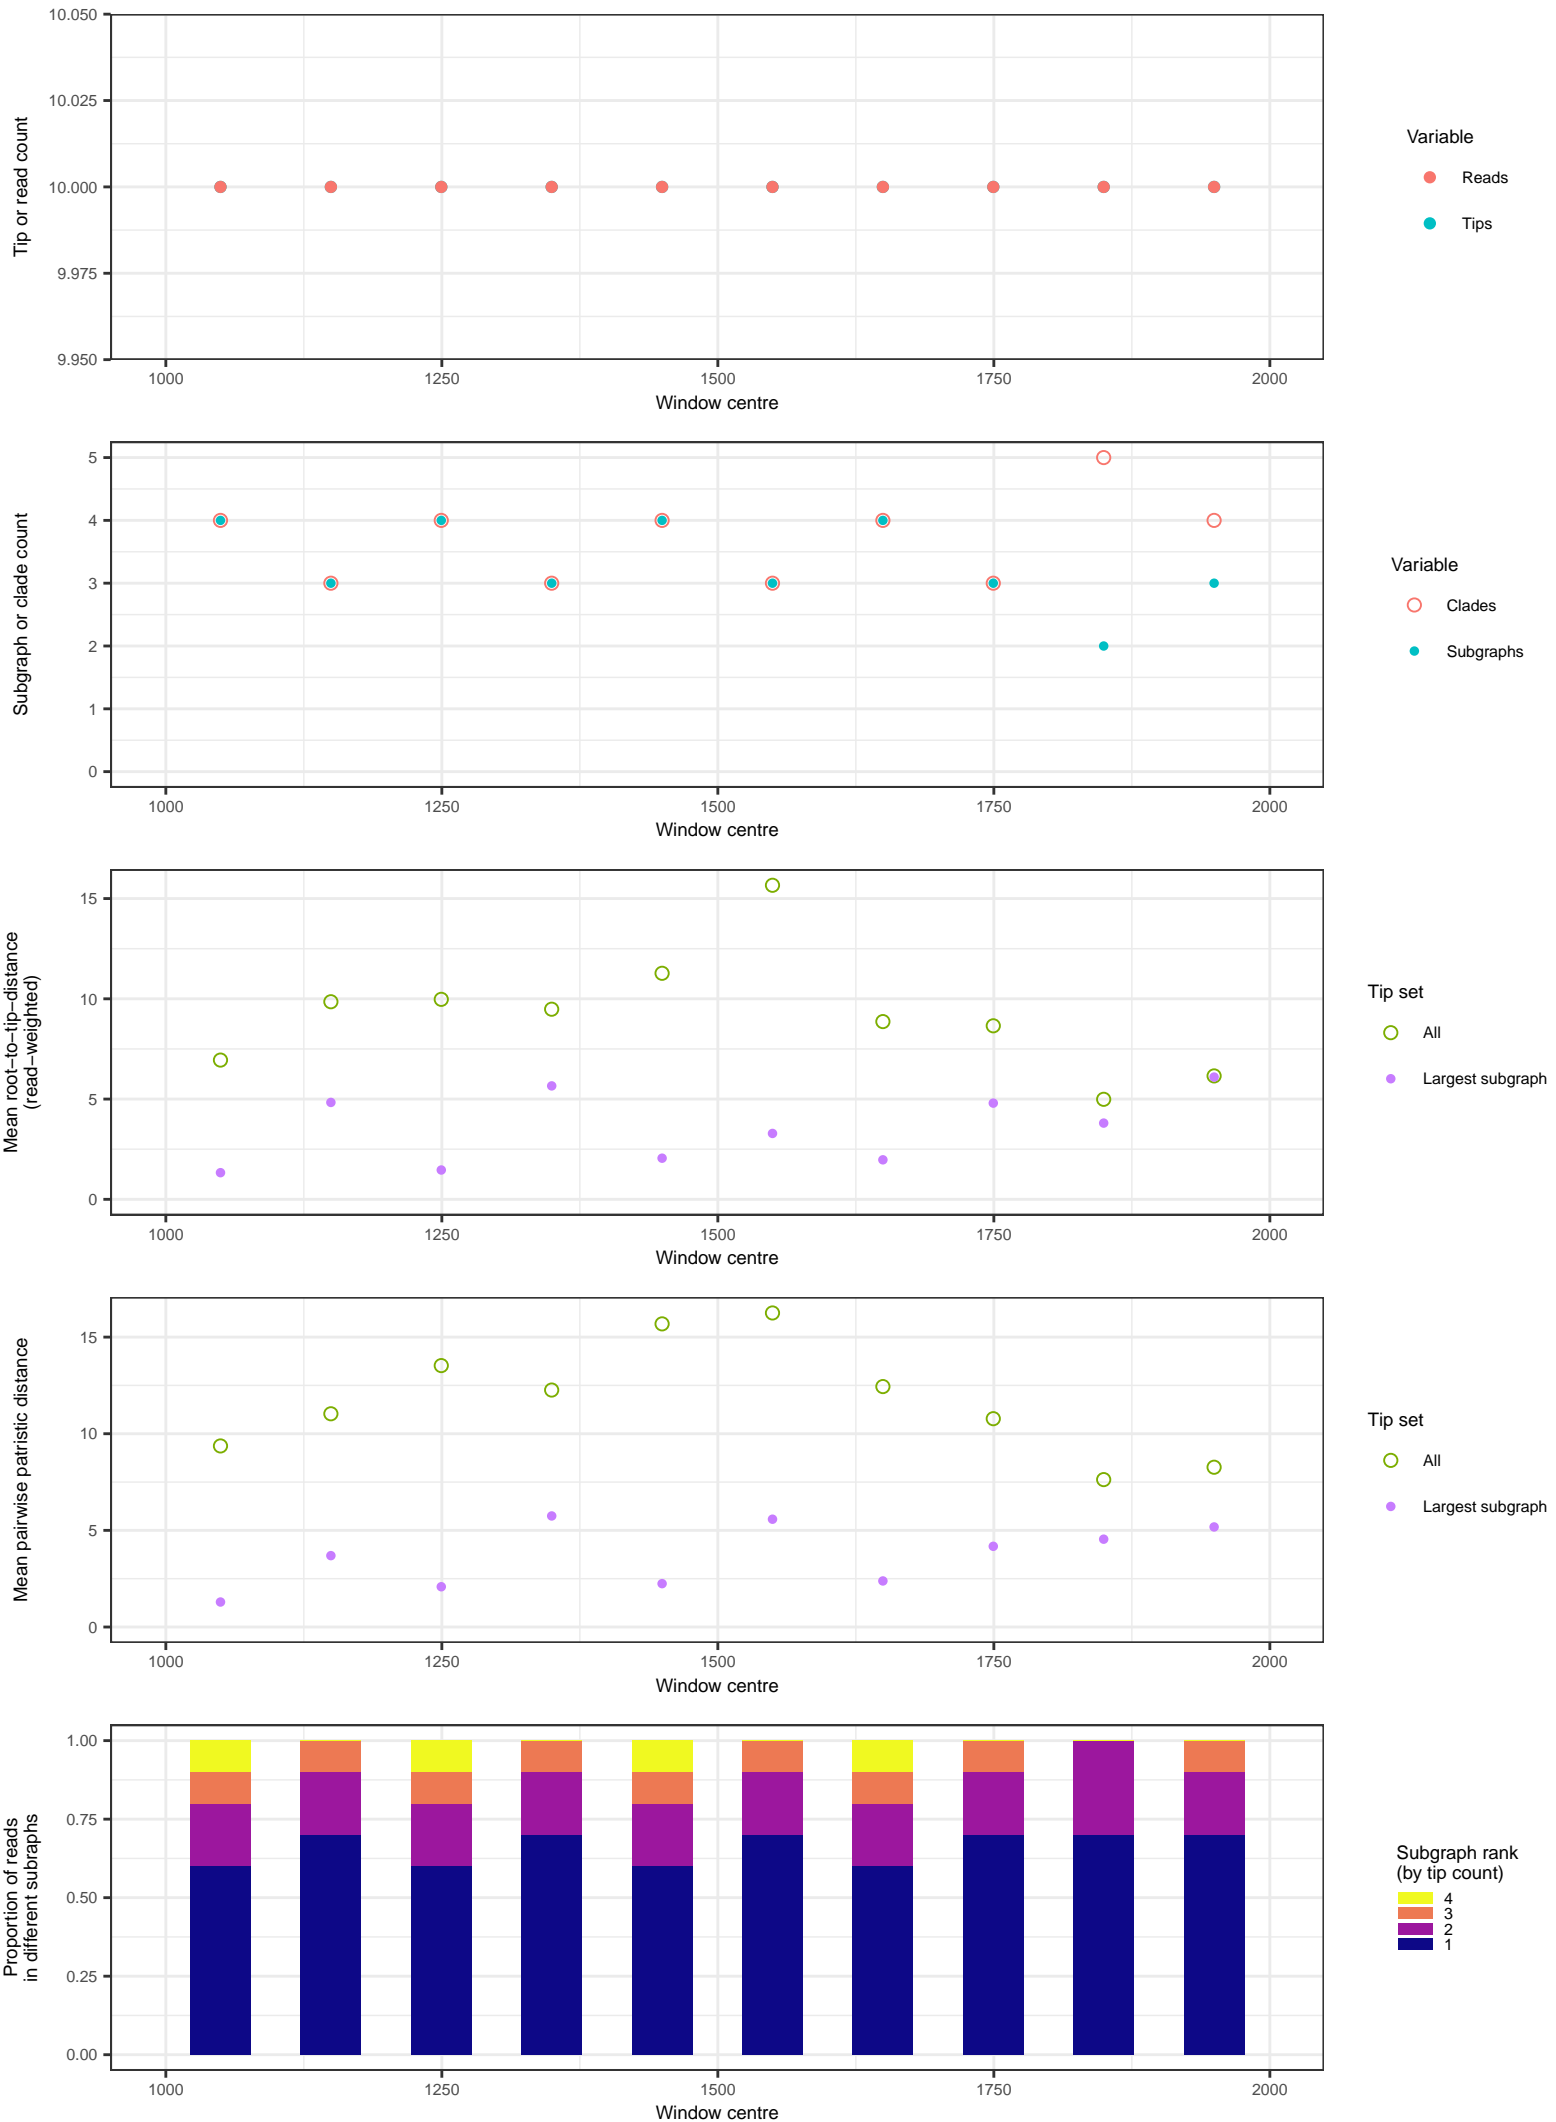 10.050
10.025
10.000
9.975
9.950
Tip or read count
1000 1250 1500 1750 2000
Window centre
Variable
Reads
Tips
5
4
3
2
1
0
Subgraph or clade count
1000 1250 1500 1750 2000
Window centre
Variable
Clades
Subgraphs
15
10
5
0
Mean root−to−tip−distance
(read−weighted)
1000 1250 1500 1750 2000
Window centre
Tip set
All
Largest subgraph
15
10
5
0
Mean pairwise patristic distance
1000 1250 1500 1750 2000
Window centre
Tip set
All
Largest subgraph
1.00
0.75
0.50
0.25
0.00
Proportion of reads
in different subraphs
1000 1250 1500 1750 2000
Window centre
Subgraph rank
(by tip count)
4
3
2
1